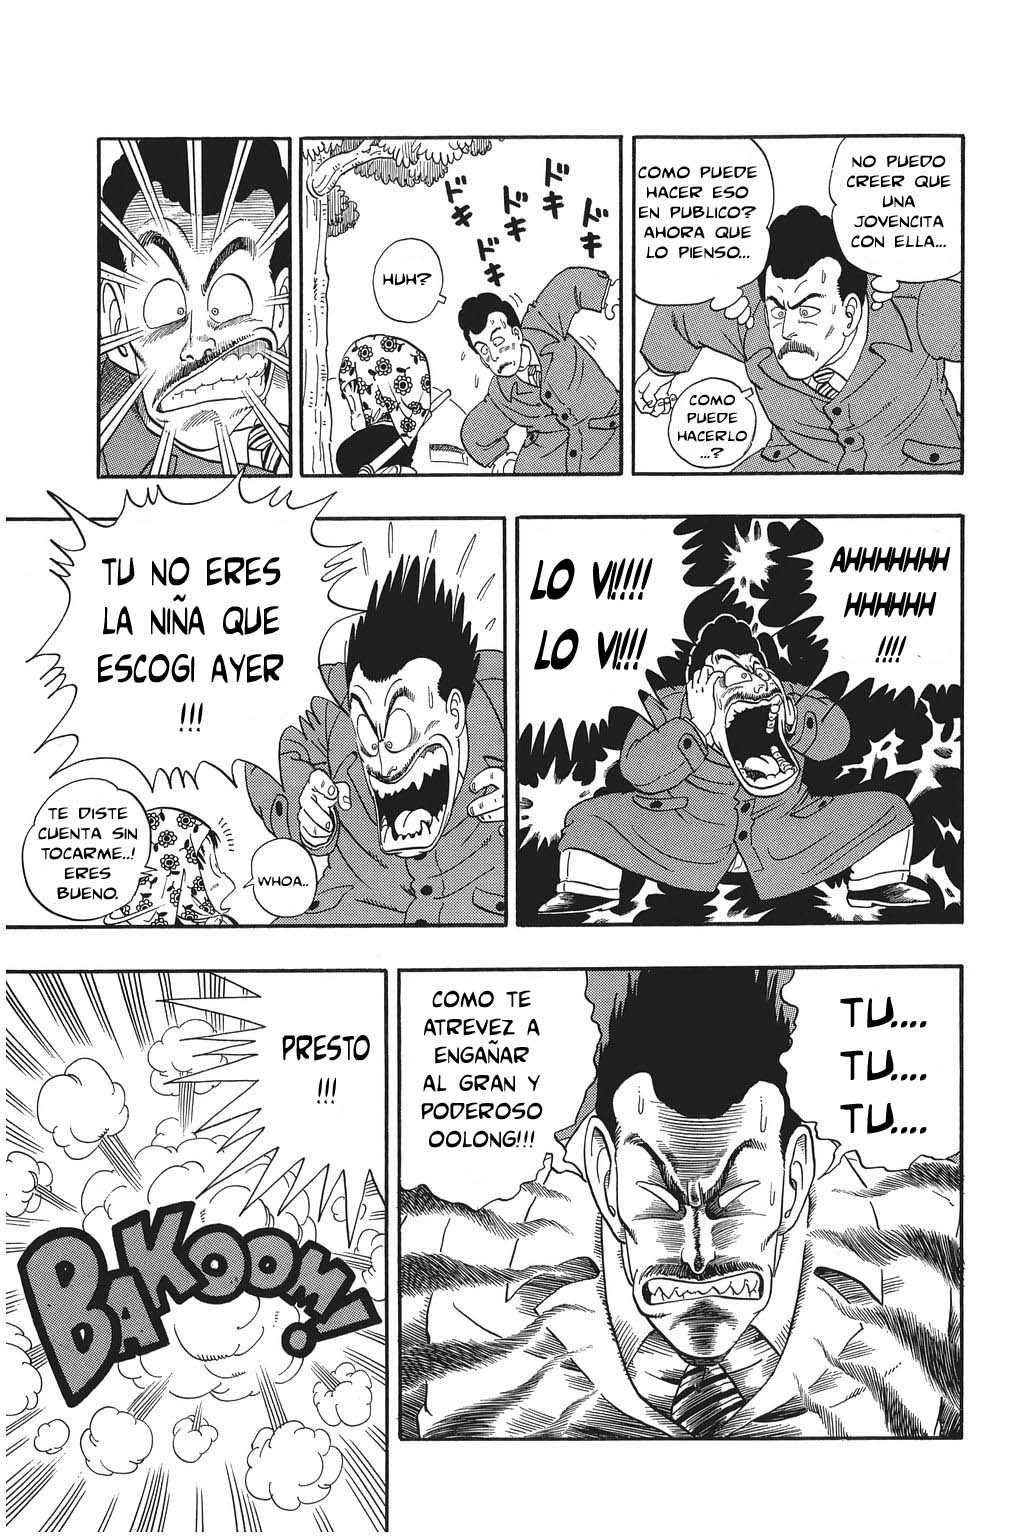 NO PUEDO
CREER QUE
UNA
JOVENCITA
CON ELLA...
COMO PUEDE
HACER ESO
EN PUBLICO?
AHORA QUE
LO PIENSO...
COMO
PUEDE
HACERLO
...?
ドキ
ドキ
ドキ
ドキ
HUH?
AHHHHHHH
HHHHHH
!!!!
LO VI!!!!
LO VI!!!!
TU NO ERES
LA NIÑA QUE
ESCOGI AYER
!!!
WHOA..
TE DISTE
CUENTA SIN
TOCARME..!
ERES
BUENO.
TU....
TU....
TU....
COMO TE
ATREVEZ A
ENGAÑAR
AL GRAN Y
PODEROSO
OOLONG!!!
PRESTO
!!!
BAKOOM!